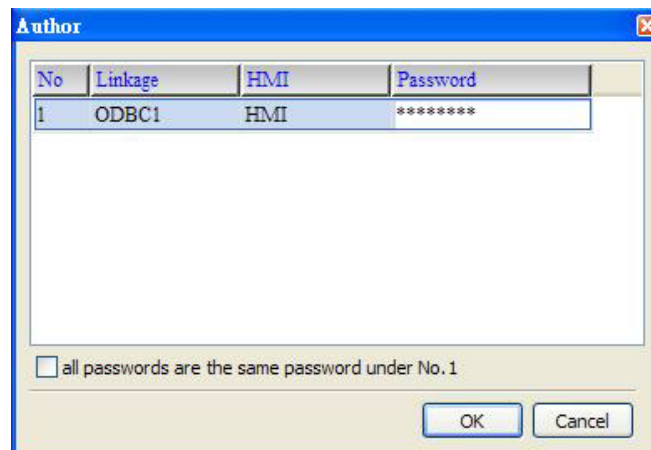 Author
No Linkage HMI Password
1 ODBC1 HMI ********
all passwords are the same password under No.1
OK Cancel